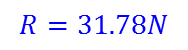 R = 31.78N